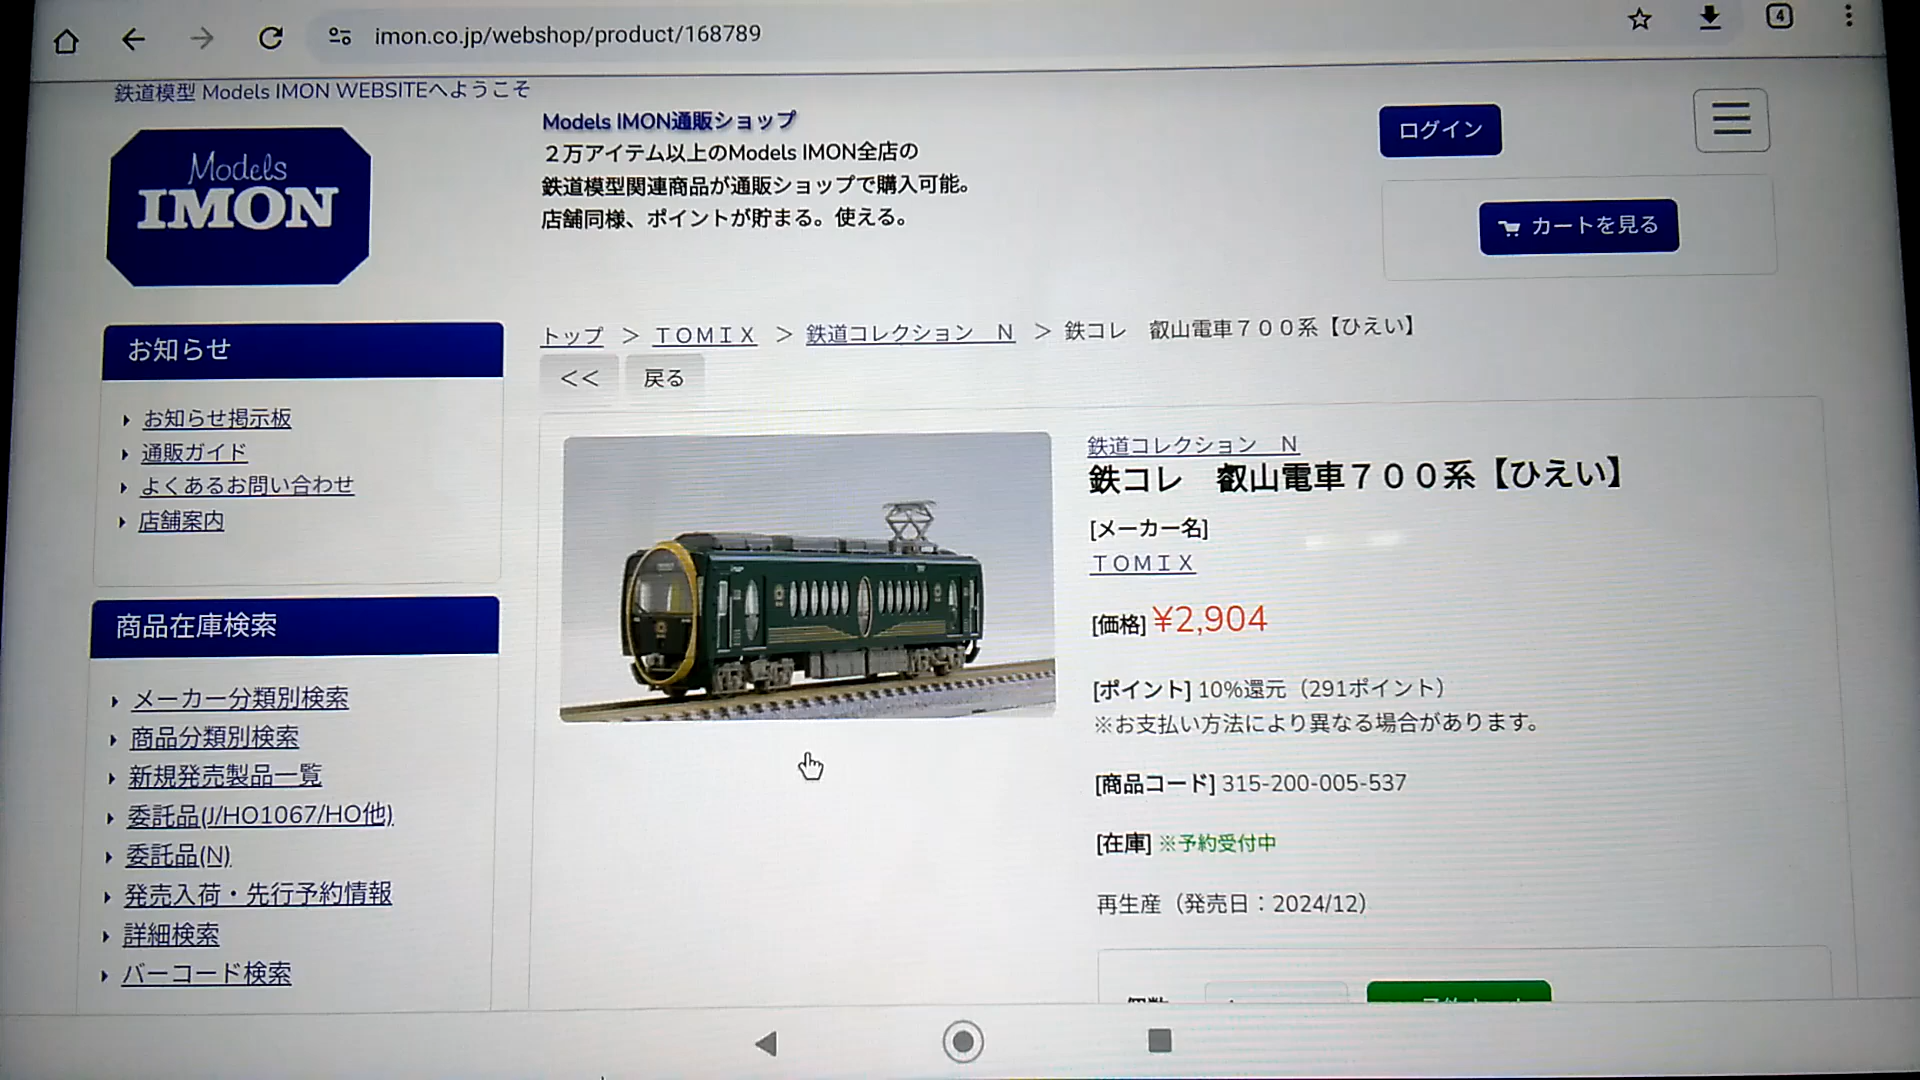 imon.co.jp/webshop/product/168789
4
鉄道模型 Models IMON WEBSITEへようこそ
Models
IMON
Models IMON通販ショップ
２万アイテム以上のModels IMON全店の
鉄道模型関連商品が通販ショップで購入可能。
店舗同様、ポイントが貯まる。使える。
ログイン
カートを見る
お知らせ
お知らせ掲示板
通販ガイド
よくあるお問い合わせ
店舗案内
商品在庫検索
メーカー分類別検索
商品分類別検索
新規発売製品一覧
委託品(J/HO1067/HO他)
委託品(N)
発売入荷・先行予約情報
詳細検索
バーコード検索
トップ ＞ ＴＯＭＩＸ ＞ 鉄道コレクション　Ｎ ＞ 鉄コレ　叡山電車７００系【ひえい】
<< 戻る
鉄道コレクション　Ｎ
鉄コレ　叡山電車７００系【ひえい】
[メーカー名]
ＴＯＭＩＸ
[価格] ¥2,904
[ポイント] 10%還元（291ポイント）
※お支払い方法により異なる場合があります。
[商品コード] 315-200-005-537
[在庫] ※予約受付中
再生産（発売日：2024/12）